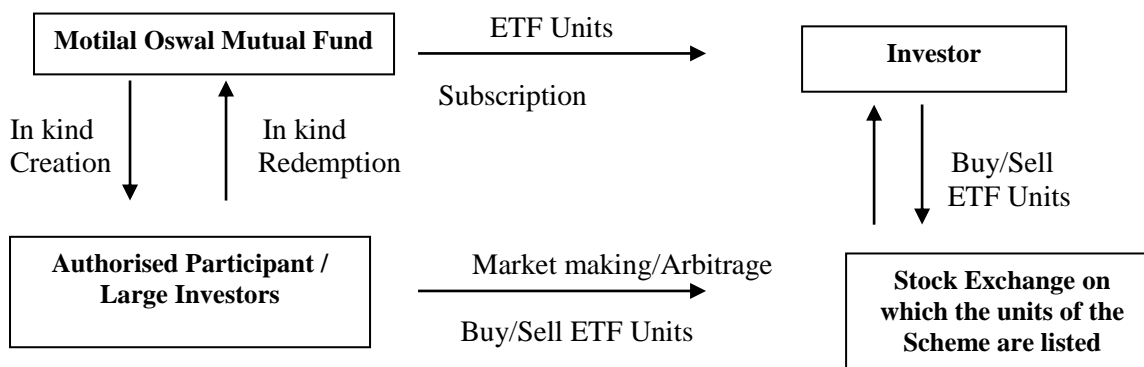 Motilal Oswal Mutual Fund
ETF Units
Subscription
Investor
In kind
Creation
In kind
Redemption
Buy/Sell
ETF Units
Authorised Participant /
Large Investors
Market making/Arbitrage
Buy/Sell ETF Units
Stock Exchange on
which the units of the
Scheme are listed